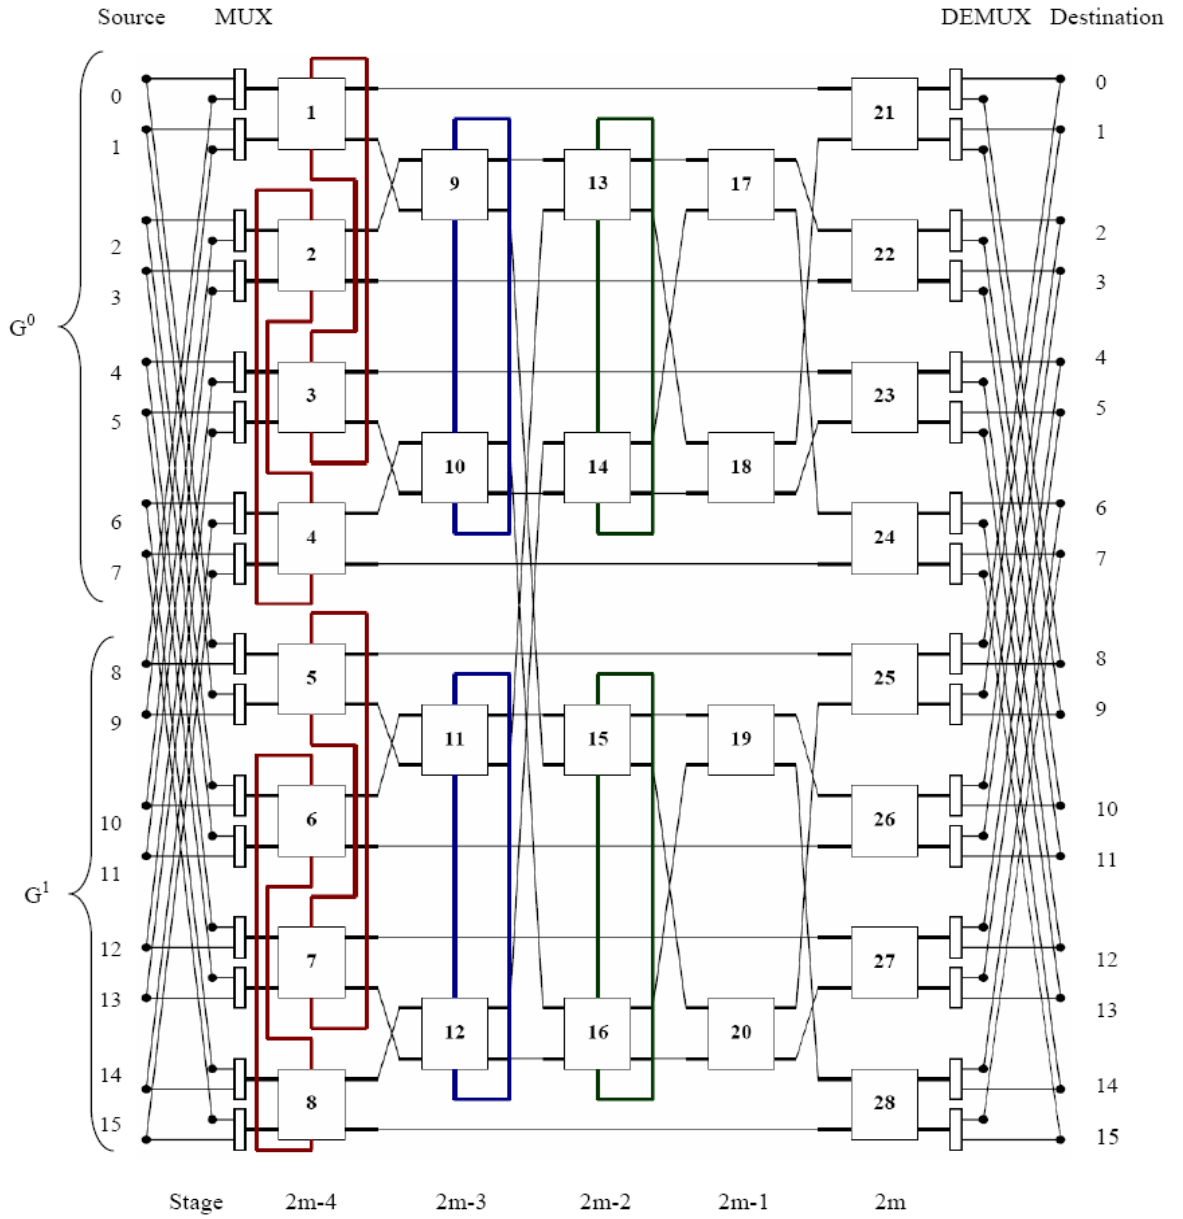 Source MUX DEMUX Destination
0 1 21 0
1 1
9 13 17
2 2 22 2
3 3
G⁰
4 3 23 4
5 5
10 14 18
6 4 24 6
7 7
8 5 25 8
9 9
11 15 19
10 6 26 10
11 11
G¹
12 7 27 12
13 13
12 16 20
14 8 28 14
15 15
Stage 2m-4 2m-3 2m-2 2m-1 2m